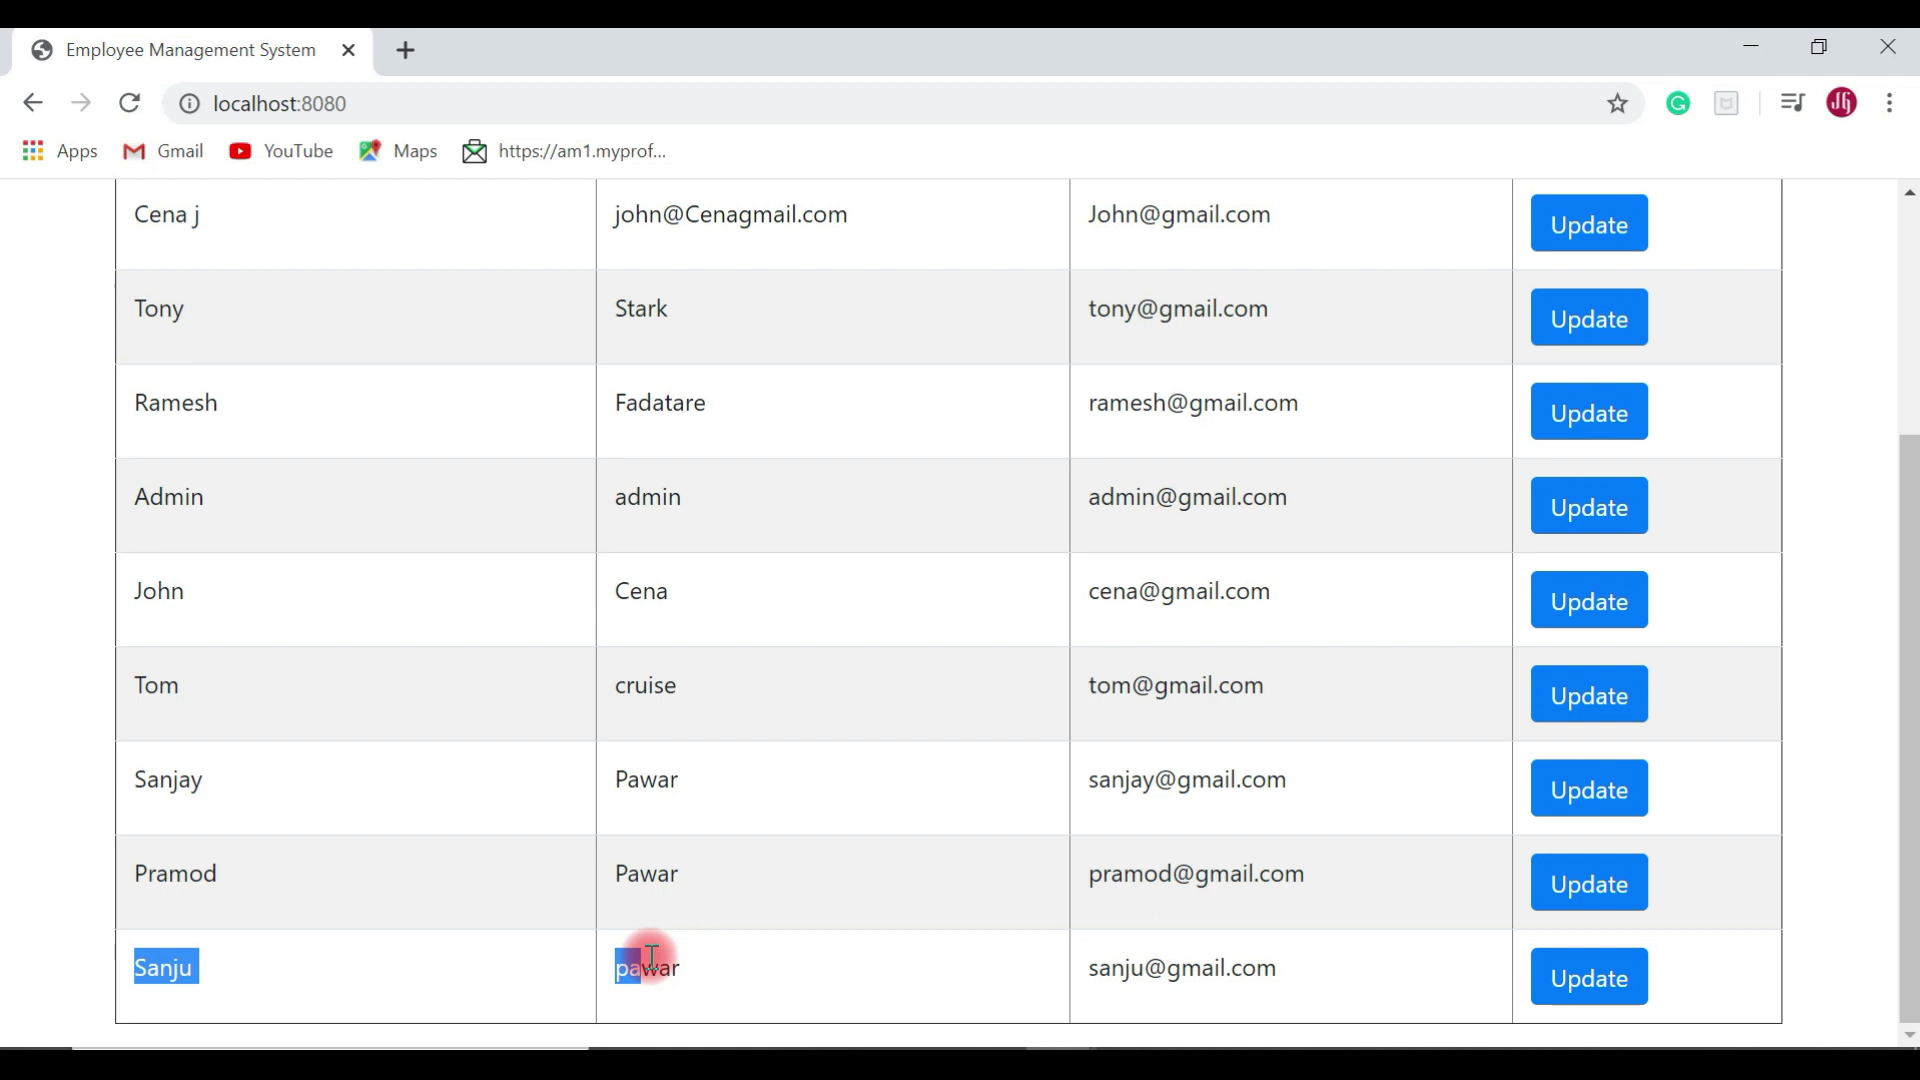 Employee Management System
localhost:8080
Apps Gmail YouTube Maps https://am1.myprof...
Cena j john@Cenagmail.com John@gmail.com Update
Tony Stark tony@gmail.com Update
Ramesh Fadatare ramesh@gmail.com Update
Admin admin admin@gmail.com Update
John Cena cena@gmail.com Update
Tom cruise tom@gmail.com Update
Sanjay Pawar sanjay@gmail.com Update
Pramod Pawar pramod@gmail.com Update
Sanju pawar sanju@gmail.com Update